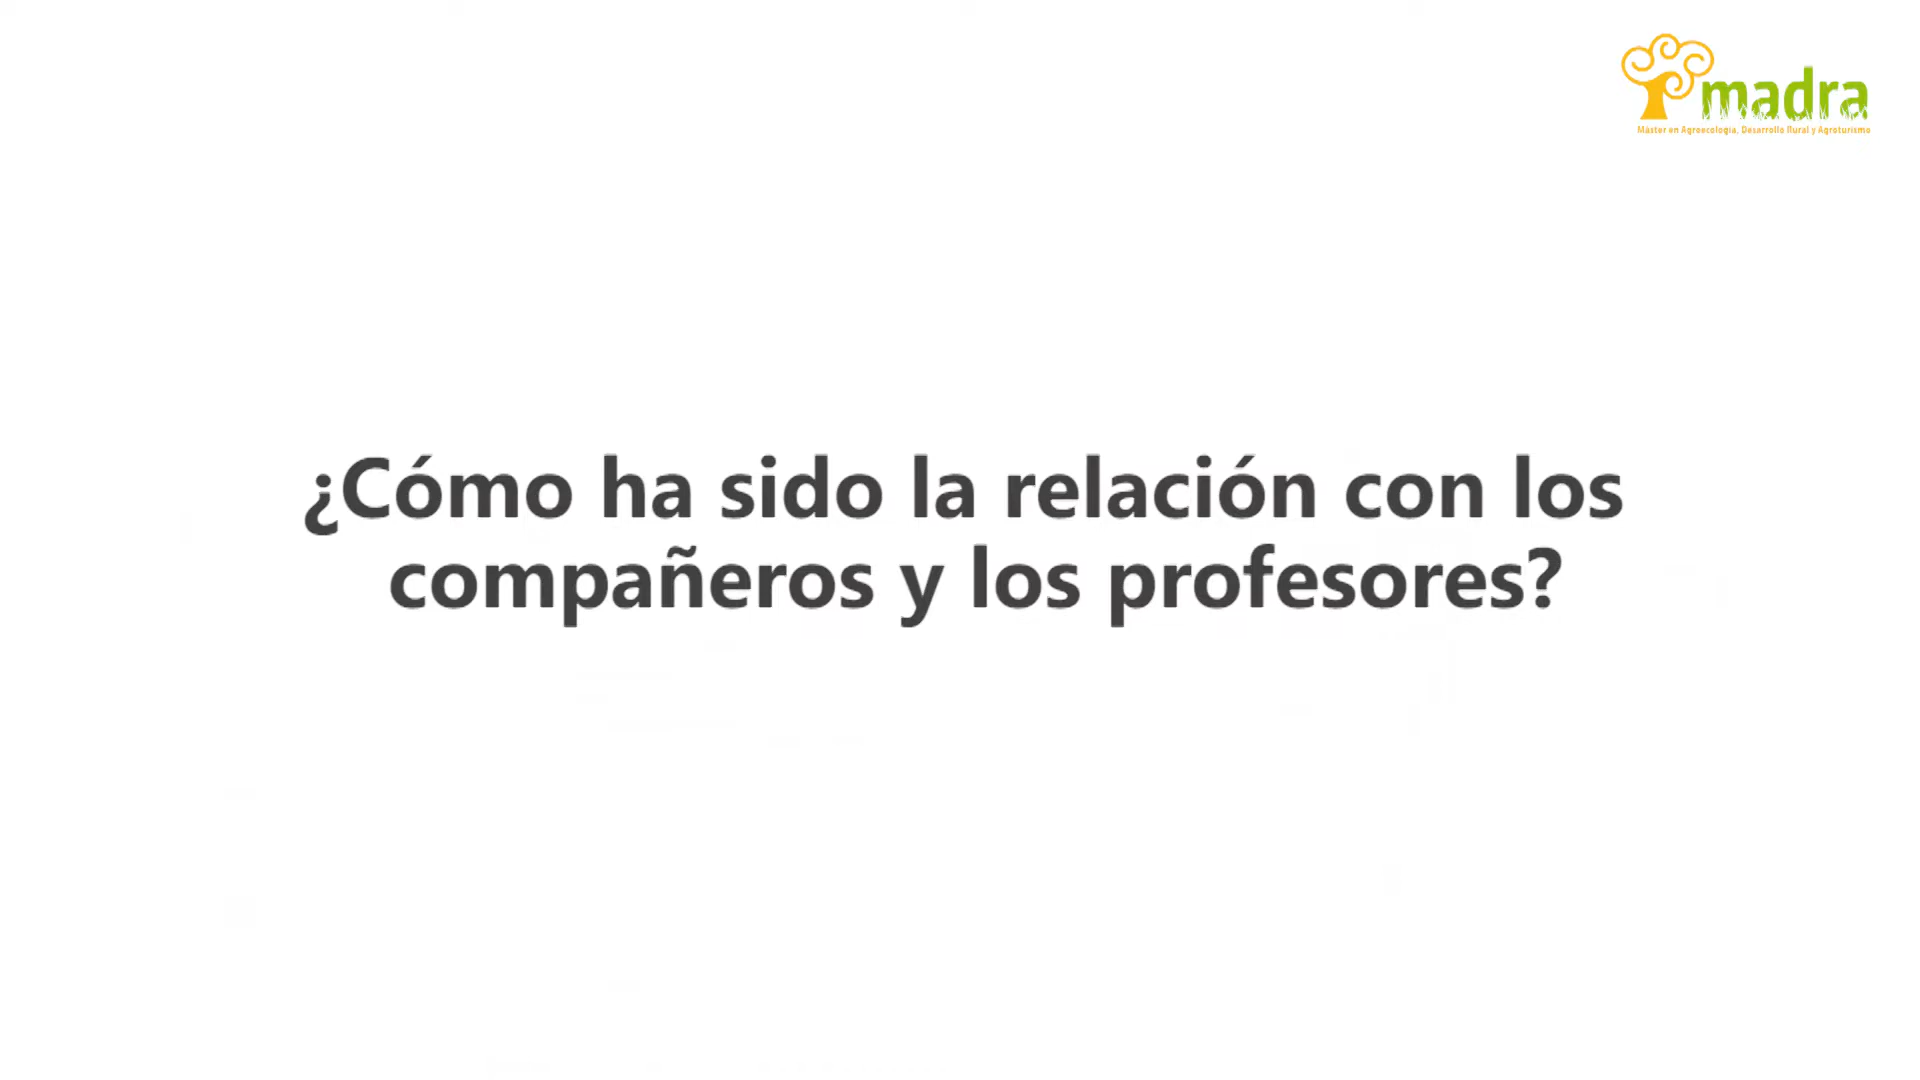 madra
Máster en Agroecología, Desarrollo Rural y Agroturismo
¿Cómo ha sido la relación con los
compañeros y los profesores?